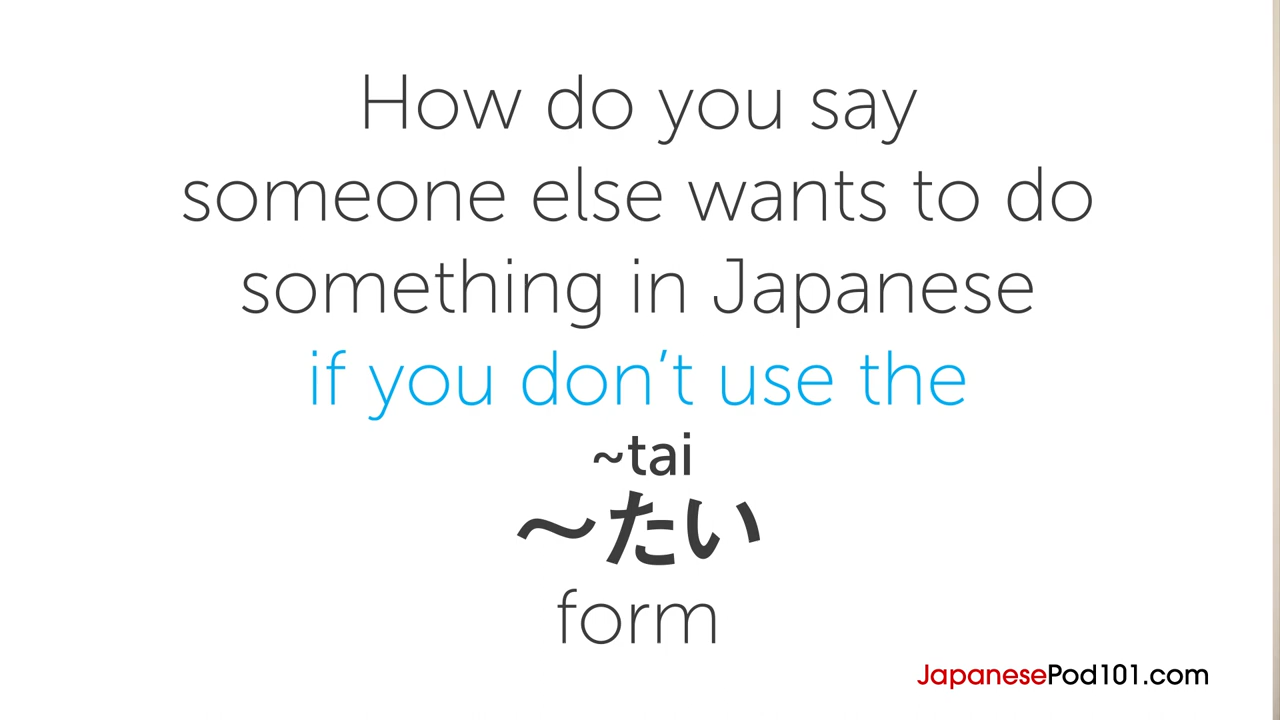 How do you say
someone else wants to do
something in Japanese
if you don't use the
~tai
～たい
form
JapanesePod101.com